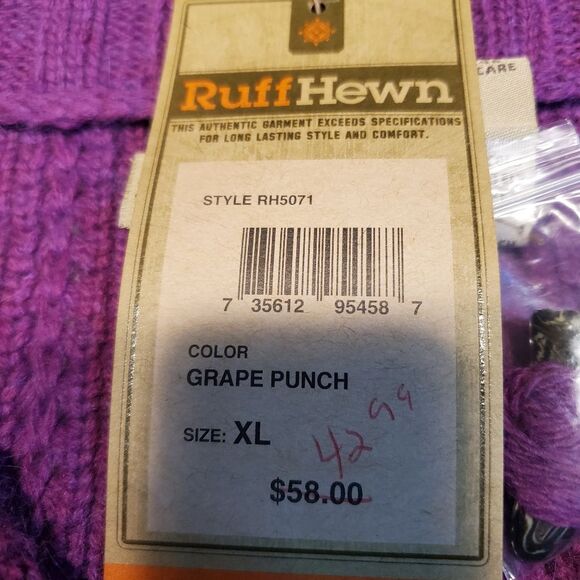 CARE
RuffHewn
THIS AUTHENTIC GARMENT EXCEEDS SPECIFICATIONS
FOR LONG LASTING STYLE AND COMFORT.
STYLE RH5071
7 35612 95458 7
COLOR
GRAPE PUNCH
SIZE: XL
42 99
$58.00